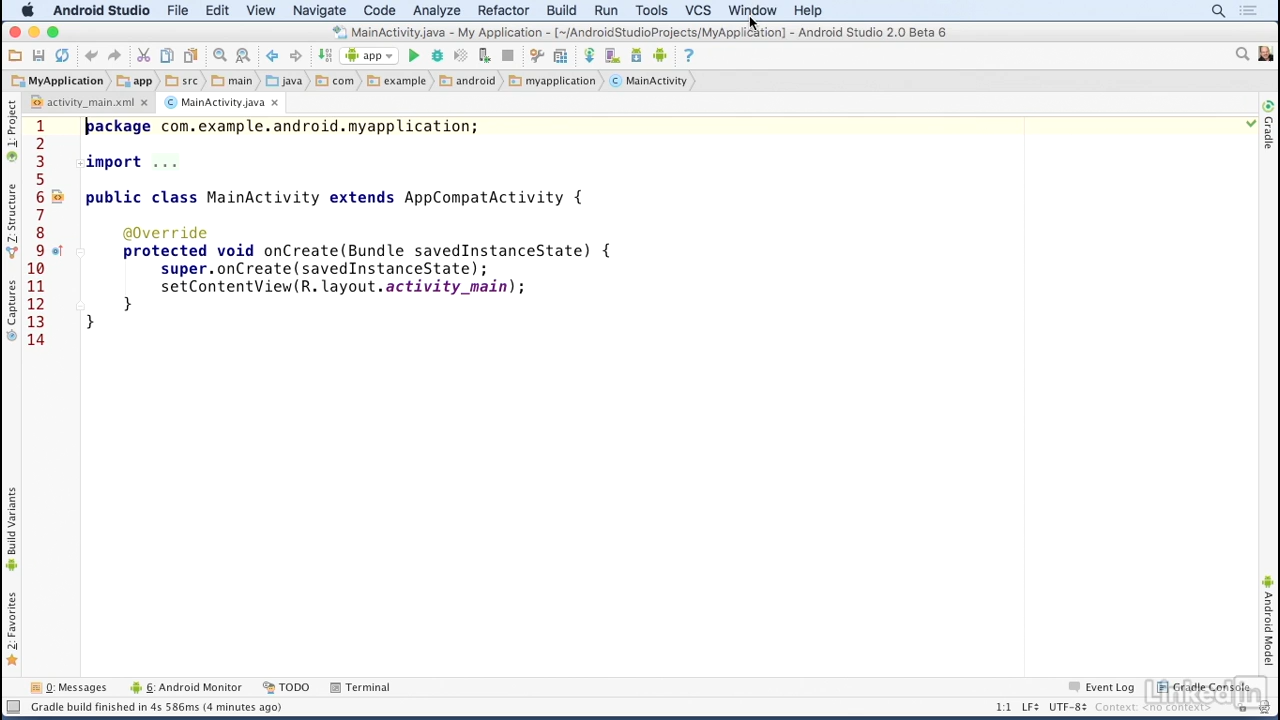 Android Studio File Edit View Navigate Code Analyze Refactor Build Run Tools VCS Window Help
MainActivity.java - My Application - [~/AndroidStudioProjects/MyApplication] - Android Studio 2.0 Beta 6
app
MyApplication app src main java com example android myapplication MainActivity
activity_main.xml MainActivity.java
1 package com.example.android.myapplication;
2
3 import ...
5
6 public class MainActivity extends AppCompatActivity {
7
8 @Override
9 protected void onCreate(Bundle savedInstanceState) {
10 super.onCreate(savedInstanceState);
11 setContentView(R.layout.activity_main);
12 }
13 }
14
1: Project
7: Structure
Captures
Build Variants
2: Favorites
Gradle
Android Model
0: Messages 6: Android Monitor TODO Terminal Event Log Gradle Console
Gradle build finished in 4s 586ms (4 minutes ago) 1:1 LF UTF-8 Context: <no context>
LinkedIn